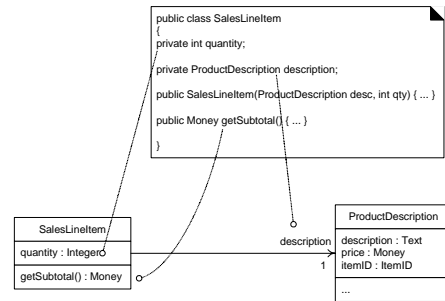 public class SalesLineItem
{
private int quantity;
private ProductDescription description;
public SalesLineItem(ProductDescription desc, int qty) { ... }
public Money getSubtotal() { ... }
}
SalesLineItem
quantity : Integer
getSubtotal() : Money
description
1
ProductDescription
description : Text
price : Money
itemID : ItemID
...